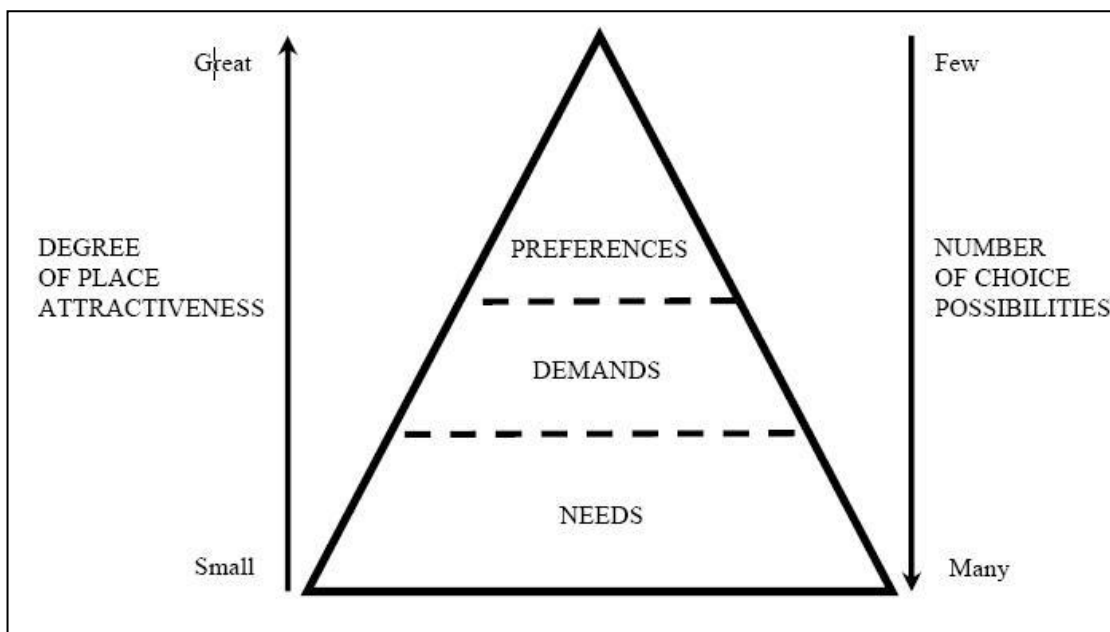 Great
Few
PREFERENCES
DEGREE
OF PLACE
ATTRACTIVENESS
NUMBER
OF CHOICE
POSSIBILITIES
DEMANDS
NEEDS
Small
Many